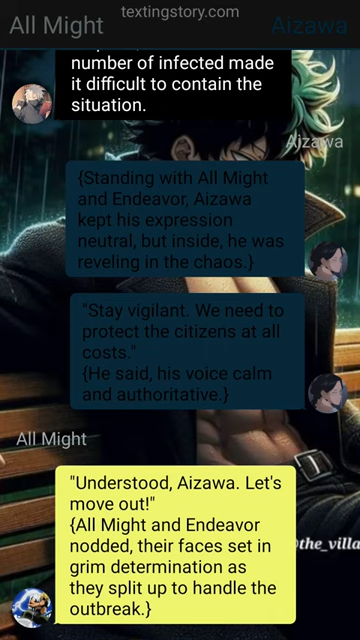 textingstory.com
All Might
Aizawa
number of infected made
it difficult to contain the
situation.
Aizawa
{Standing with All Might
and Endeavor, Aizawa
kept his expression
neutral, but inside, he was
reveling in the chaos.}
"Stay vigilant. We need to
protect the citizens at all
costs."
{He said, his voice calm
and authoritative.}
All Might
"Understood, Aizawa. Let's
move out!"
{All Might and Endeavor
nodded, their faces set in
grim determination as
they split up to handle the
outbreak.}
the_villa